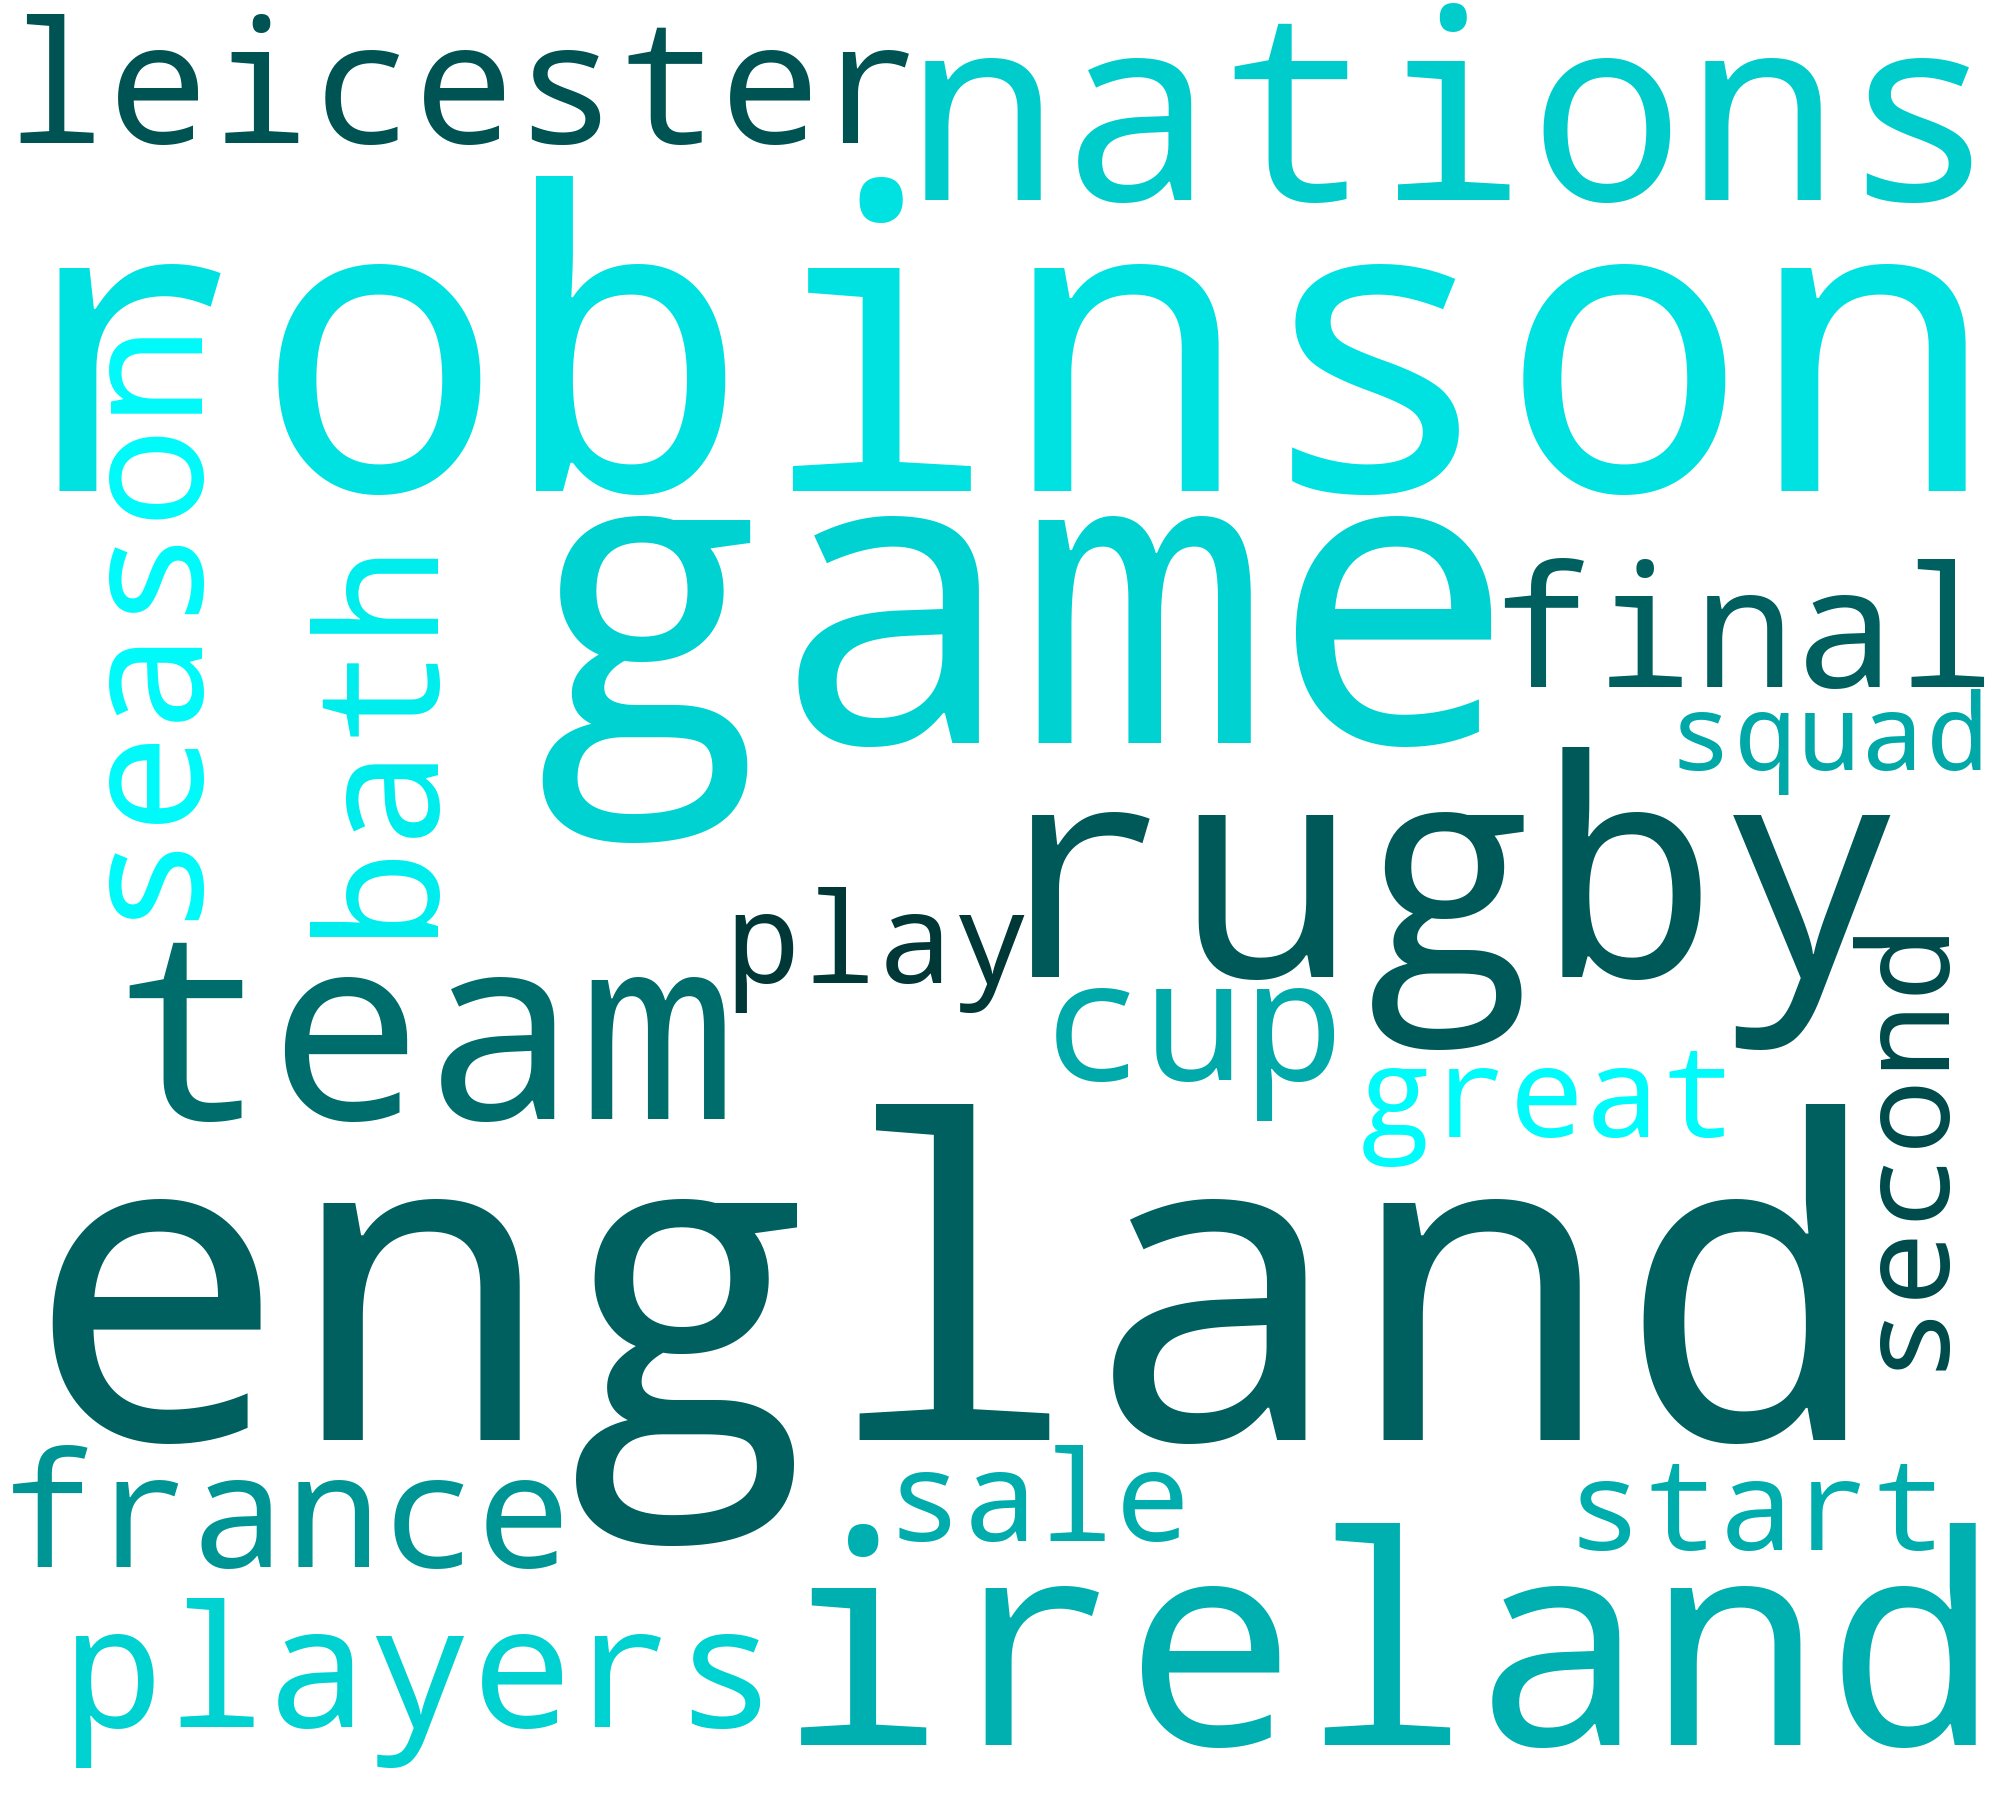 leicester nations
robinson
season
bath
game
final
squad
rugby
play
team
cup
great
second
england
france
sale
start
players
ireland